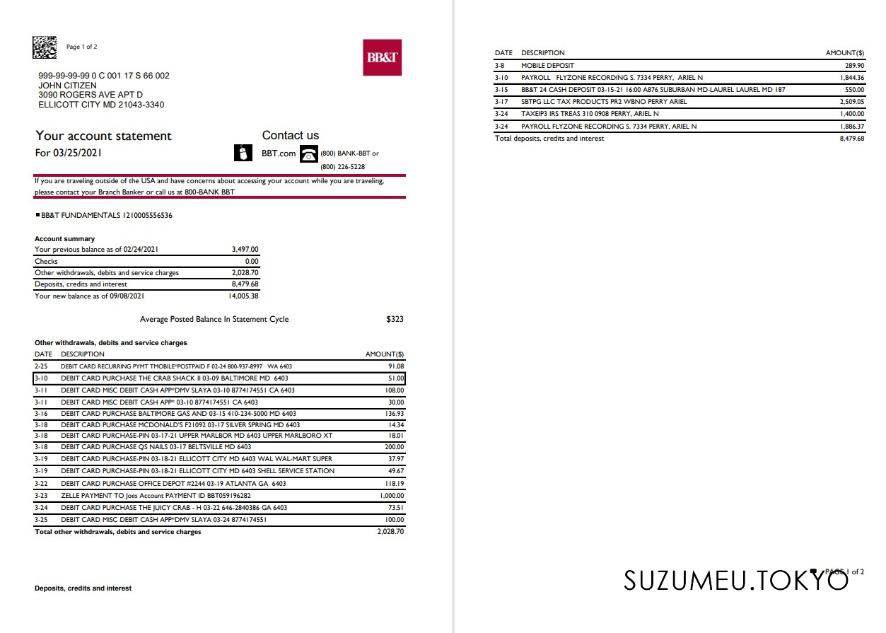 Page 1 of 2
BB&T
999-99-99-99 0 C 001 17 S 66 002
JOHN CITIZEN
3090 ROGERS AVE APT D
ELLICOTT CITY MD 21043-3340
Your account statement
For 03/25/2021
Contact us
BBT.com (800) BANK-BBT or
(800) 226-5228
If you are traveling outside of the USA and have concerns about accessing your account while you are traveling,
please contact your Branch Banker or call us at 800-BANK BBT
BB&T FUNDAMENTALS 1210005556536
Account summary
Your previous balance as of 02/24/2021 3,497.00
Checks 0.00
Other withdrawals, debits and service charges 2,028.70
Deposits, credits and interest 8,479.68
Your new balance as of 09/08/2021 14,005.38
Average Posted Balance In Statement Cycle $323
Other withdrawals, debits and service charges
DATE DESCRIPTION AMOUNT($)
2-25 DEBIT CARD RECURRING PYMT TMOBILE*POSTPAID F 02-24 800-937-8997 WA 6403 91.08
3-10 DEBIT CARD PURCHASE THE CRAB SHACK II 03-09 BALTIMORE MD 6403 51.00
3-11 DEBIT CARD MISC DEBIT CASH APP*DMV SLAYA 03-10 8774174551 CA 6403 108.00
3-11 DEBIT CARD MISC DEBIT CASH APP* 03-10 8774174551 CA 6403 30.00
3-16 DEBIT CARD PURCHASE BALTIMORE GAS AND 03-15 410-234-5000 MD 6403 136.93
3-18 DEBIT CARD PURCHASE MCDONALD'S F21092 03-17 SILVER SPRING MD 6403 14.34
3-18 DEBIT CARD PURCHASE-PIN 03-17-21 UPPER MARLBOR MD 6403 UPPER MARLBORO XT 18.01
3-18 DEBIT CARD PURCHASE QS NAILS 03-17 BELTSVILLE MD 6403 200.00
3-19 DEBIT CARD PURCHASE-PIN 03-18-21 ELLICOTT CITY MD 6403 WAL WAL-MART SUPER 37.97
3-19 DEBIT CARD PURCHASE-PIN 03-18-21 ELLICOTT CITY MD 6403 SHELL SERVICE STATION 49.67
3-22 DEBIT CARD PURCHASE OFFICE DEPOT #2244 03-19 ATLANTA GA 6403 118.19
3-23 ZELLE PAYMENT TO Joes Account PAYMENT ID BBT059196282 1,000.00
3-24 DEBIT CARD PURCHASE THE JUICY CRAB - H 03-22 646-2840386 GA 6403 73.51
3-25 DEBIT CARD MISC DEBIT CASH APP*DMV SLAYA 03-24 8774174551 100.00
Total other withdrawals, debits and service charges 2,028.70
Deposits, credits and interest
DATE DESCRIPTION AMOUNT($)
3-8 MOBILE DEPOSIT 289.90
3-10 PAYROLL FLYZONE RECORDING S. 7334 PERRY, ARIEL N 1,844.36
3-15 BB&T 24 CASH DEPOSIT 03-15-21 16:00 A876 SUBURBAN MD-LAUREL LAUREL MD 187 550.00
3-17 SBTPG LLC TAX PRODUCTS PR2 WBNO PERRY ARIEL 2,509.05
3-24 TAXEIP3 IRS TREAS 310 0908 PERRY, ARIEL N 1,400.00
3-24 PAYROLL FLYZONE RECORDING S. 7334 PERRY, ARIEL N 1,886.37
Total deposits, credits and interest 8,479.68
PAGE 1 of 2
SUZUMEU.TOKYO